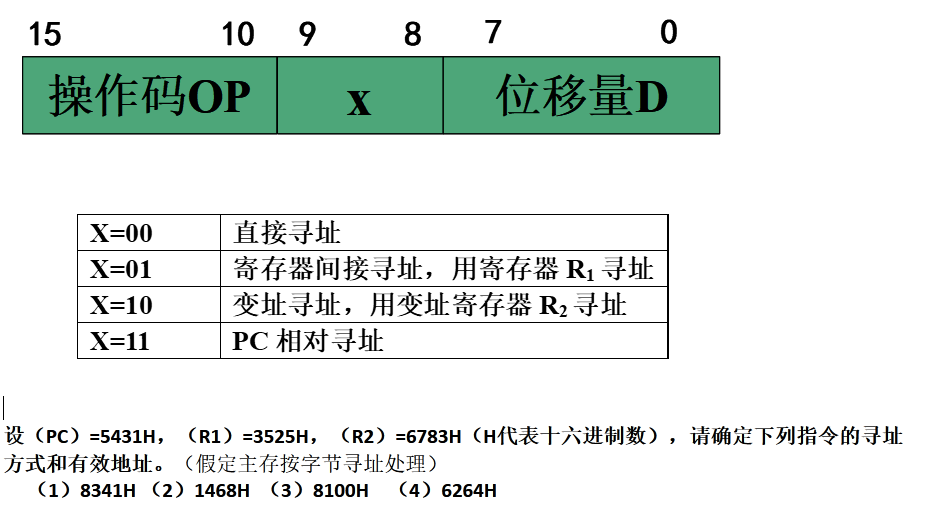 15 10 9 8 7 0
操作码OP x 位移量D
X=00 直接寻址
X=01 寄存器间接寻址，用寄存器 R₁ 寻址
X=10 变址寻址，用变址寄存器 R₂ 寻址
X=11 PC 相对寻址
设（PC）=5431H，（R1）=3525H，（R2）=6783H（H代表十六进制数），请确定下列指令的寻址
方式和有效地址。（假定主存按字节寻址处理）
（1）8341H （2）1468H （3）8100H （4）6264H